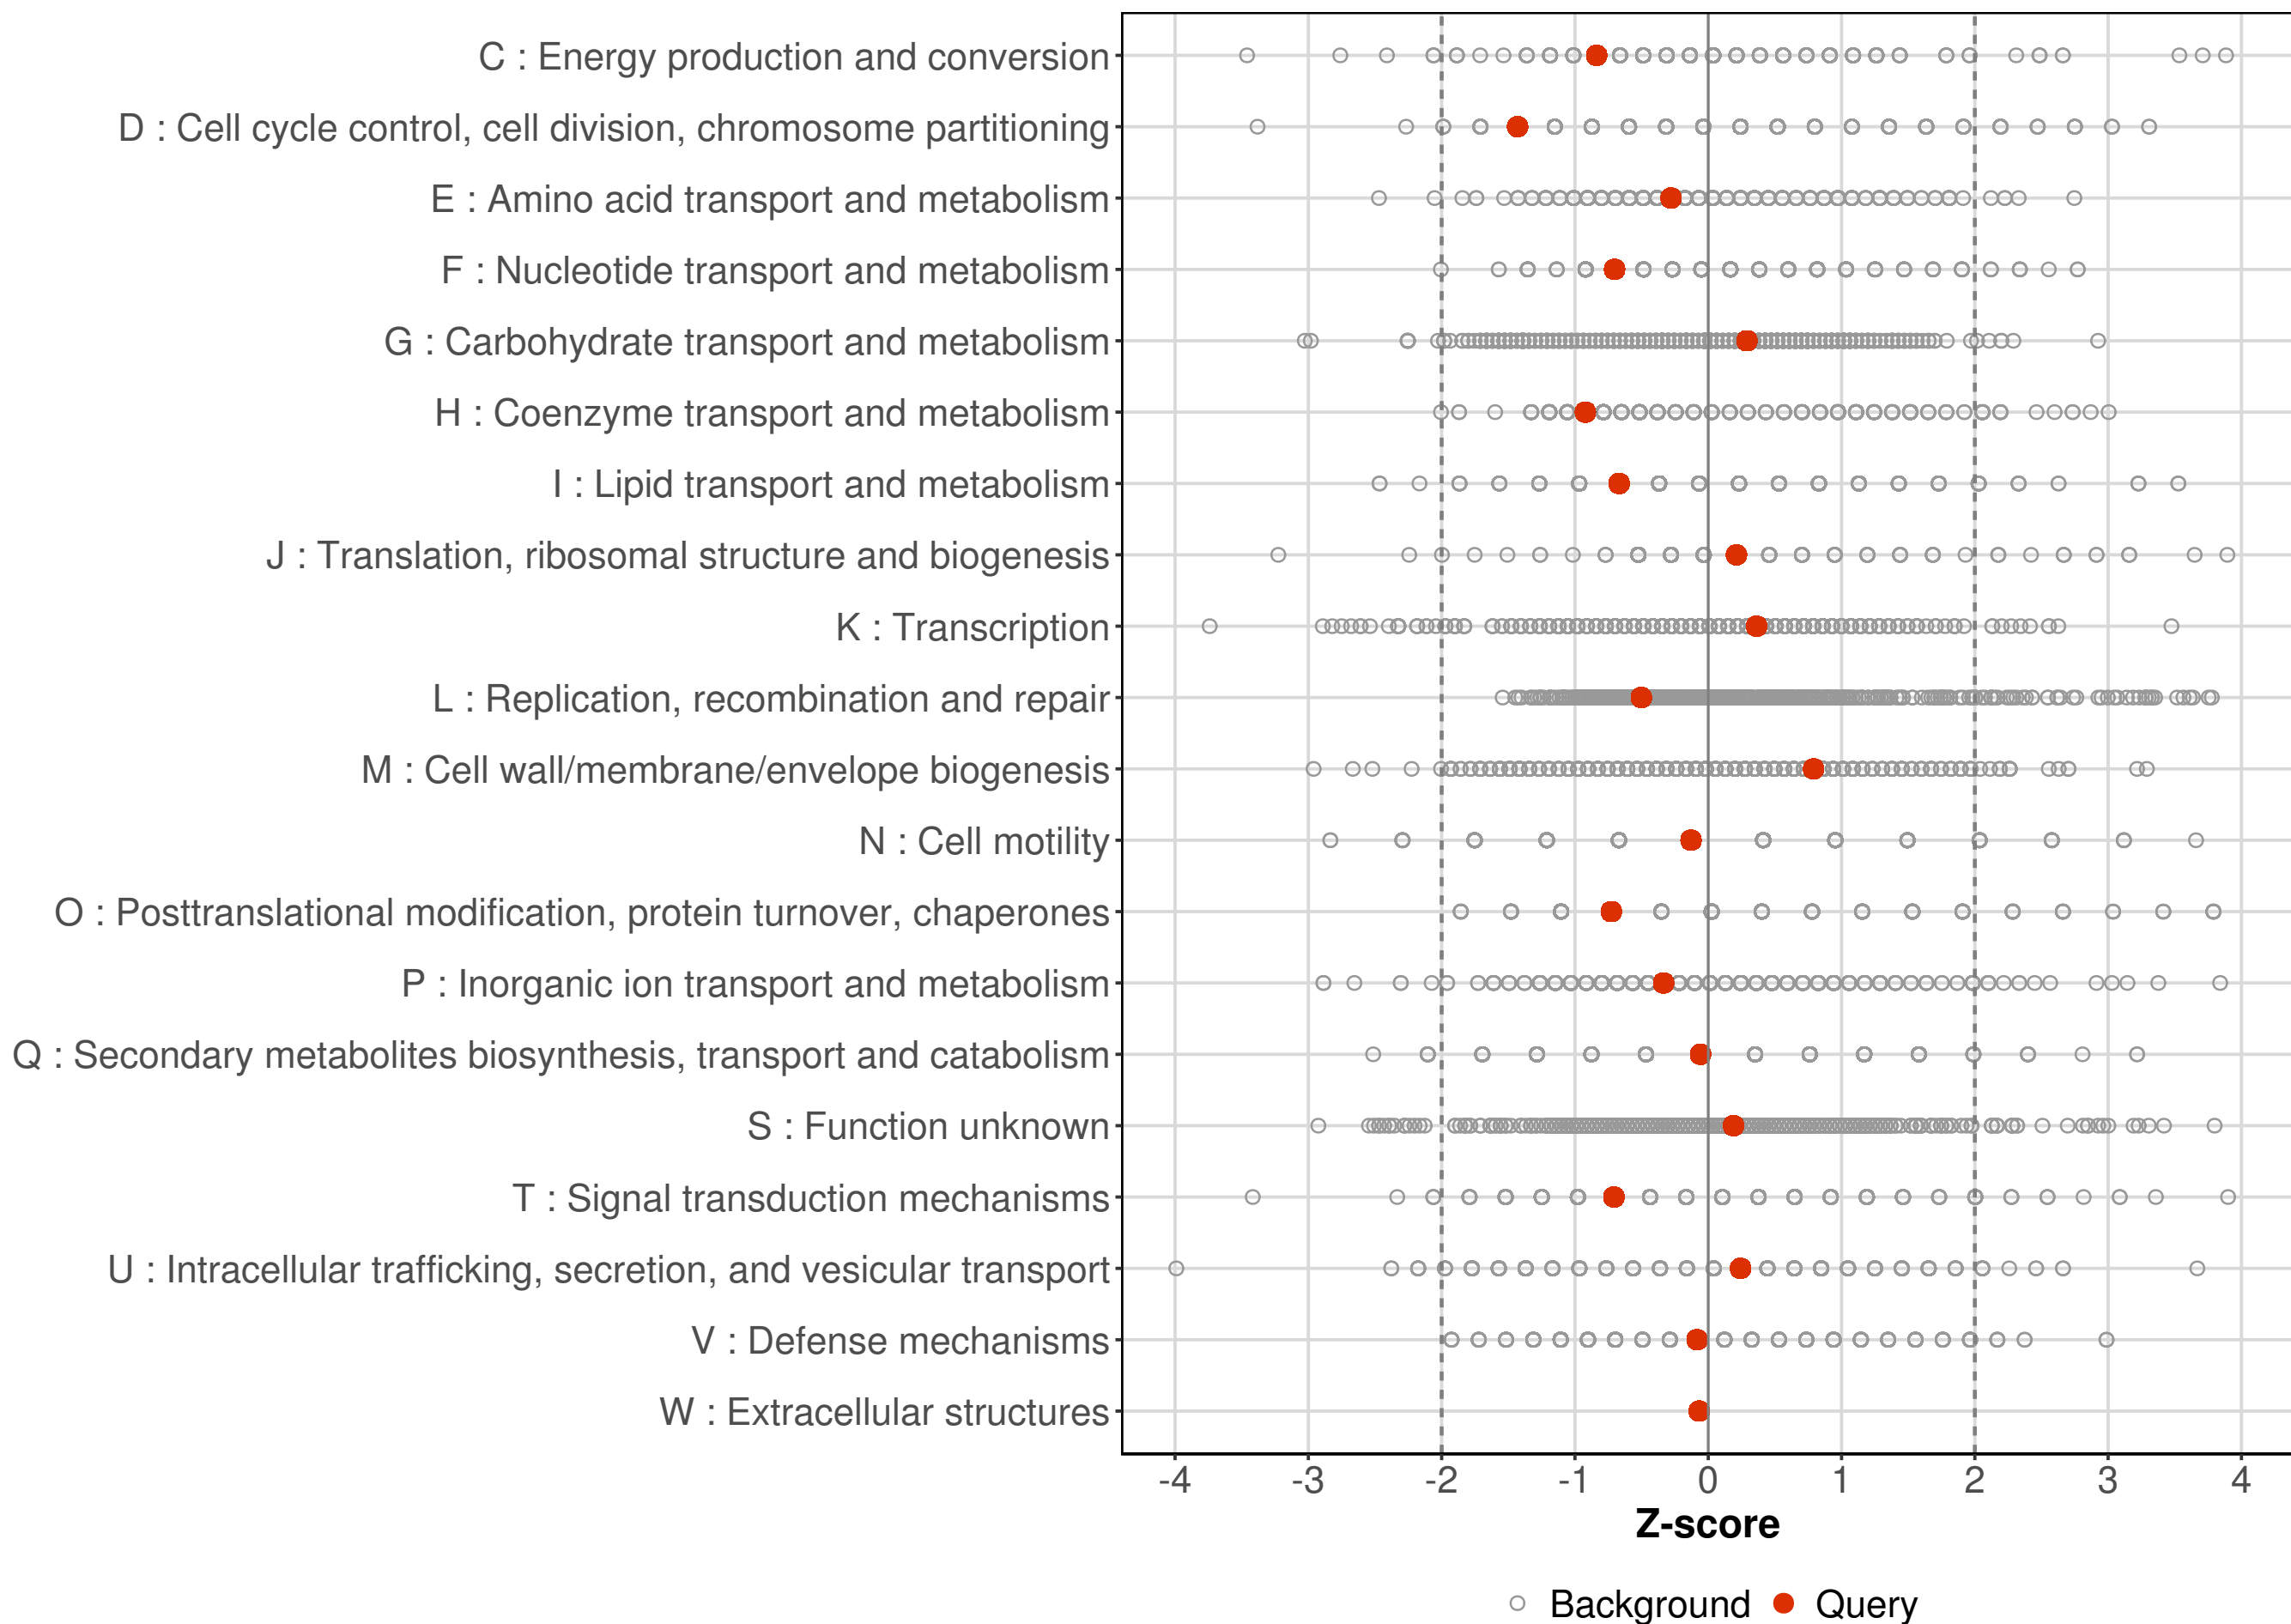 C : Energy production and conversion
D : Cell cycle control, cell division, chromosome partitioning
E : Amino acid transport and metabolism
F : Nucleotide transport and metabolism
G : Carbohydrate transport and metabolism
H : Coenzyme transport and metabolism
I : Lipid transport and metabolism
J : Translation, ribosomal structure and biogenesis
K : Transcription
L : Replication, recombination and repair
M : Cell wall/membrane/envelope biogenesis
N : Cell motility
O : Posttranslational modification, protein turnover, chaperones
P : Inorganic ion transport and metabolism
Q : Secondary metabolites biosynthesis, transport and catabolism
S : Function unknown
T : Signal transduction mechanisms
U : Intracellular trafficking, secretion, and vesicular transport
V : Defense mechanisms
W : Extracellular structures
-4 -3 -2 -1 0 1 2 3 4
Z-score
Background Query